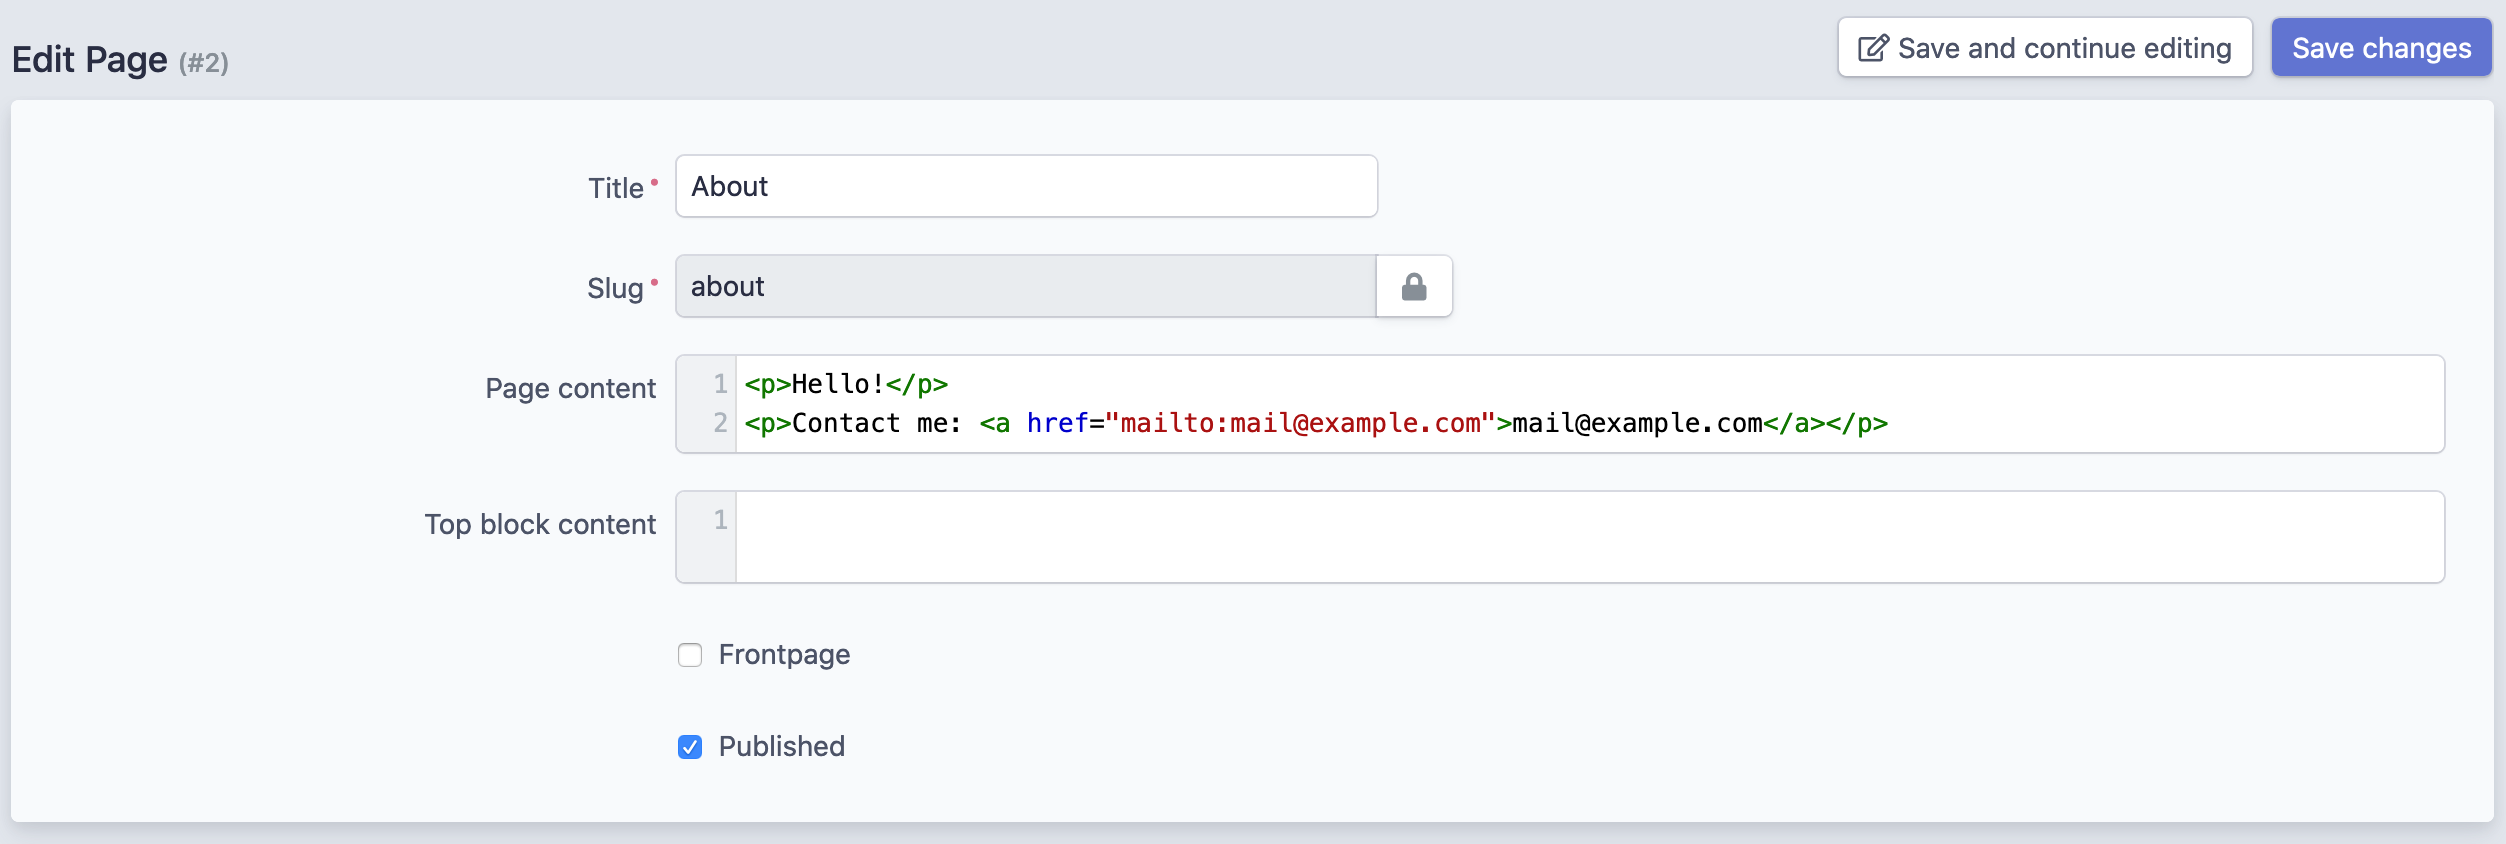 Edit Page (#2)
Save and continue editing
Save changes
Title
About
Slug
about
Page content
1 <p>Hello!</p>
2 <p>Contact me: <a href="mailto:mail@example.com">mail@example.com</a></p>
Top block content
1
Frontpage
Published